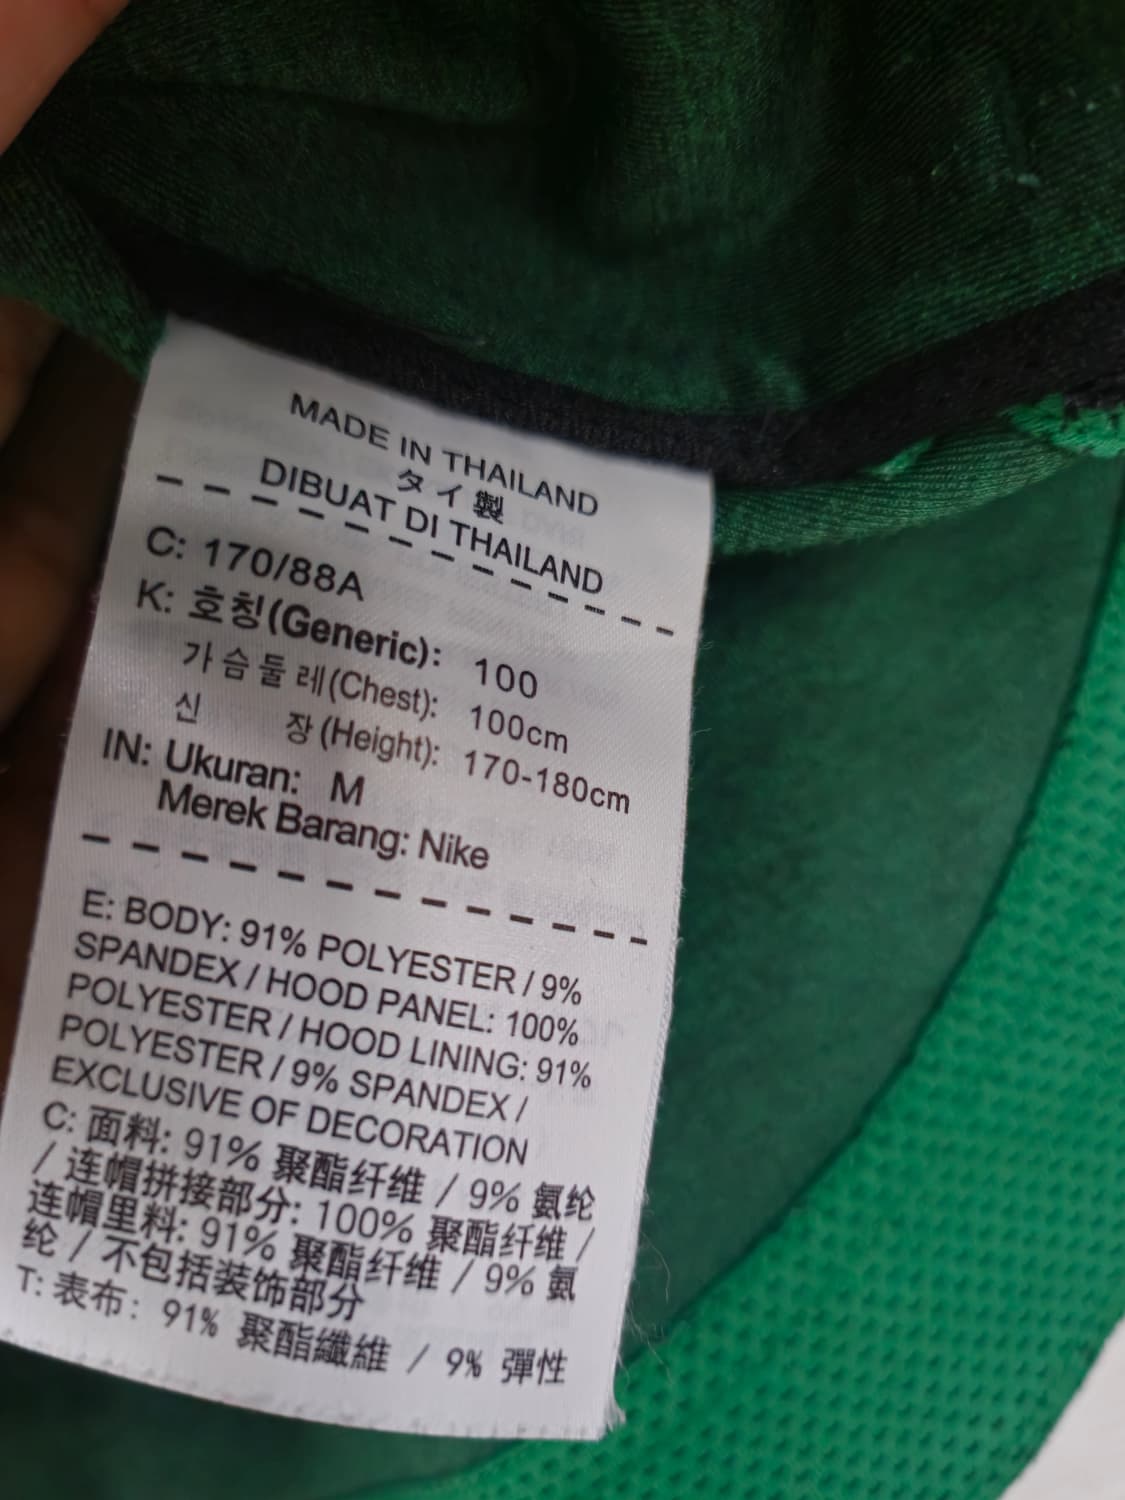 MADE IN THAILAND
タイ製
DIBUAT DI THAILAND
C: 170/88A
K: 호칭(Generic): 100
가슴둘레(Chest): 100cm
신 장(Height): 170-180cm
IN: Ukuran: M
Merek Barang: Nike
E: BODY: 91% POLYESTER / 9%
SPANDEX / HOOD PANEL: 100%
POLYESTER / HOOD LINING: 91%
POLYESTER / 9% SPANDEX /
EXCLUSIVE OF DECORATION
C: 面料: 91% 聚酯纤维 / 9% 氨纶
/ 连帽拼接部分: 100% 聚酯纤维 /
连帽里料: 91% 聚酯纤维 / 9% 氨
纶 / 不包括装饰部分
T: 表布: 91% 聚酯纖維 / 9% 彈性